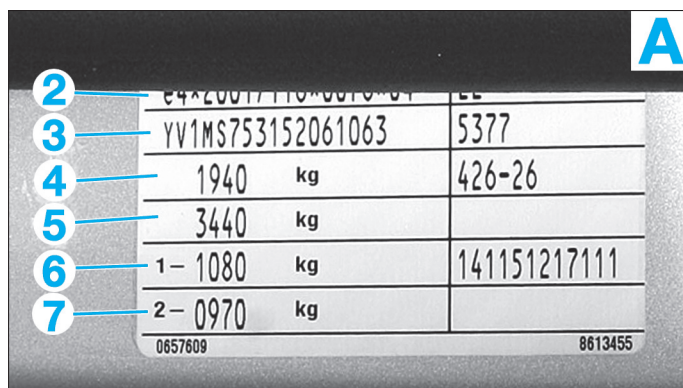 A
2
3 YV1MS753152061063 5377
4 1940 kg 426-26
5 3440 kg
6 1- 1080 kg 141151217111
7 2- 0970 kg
0657609 8613455